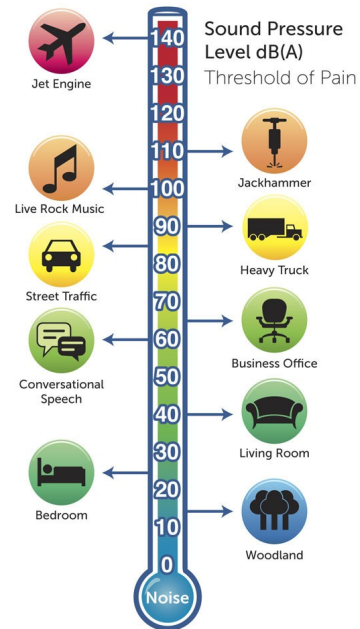 Sound Pressure
Level dB(A)
Threshold of Pain
140
130
120
110
100
90
80
70
60
50
40
30
20
10
0
Noise
Jet Engine
Jackhammer
Live Rock Music
Heavy Truck
Street Traffic
Business Office
Conversational
Speech
Living Room
Bedroom
Woodland